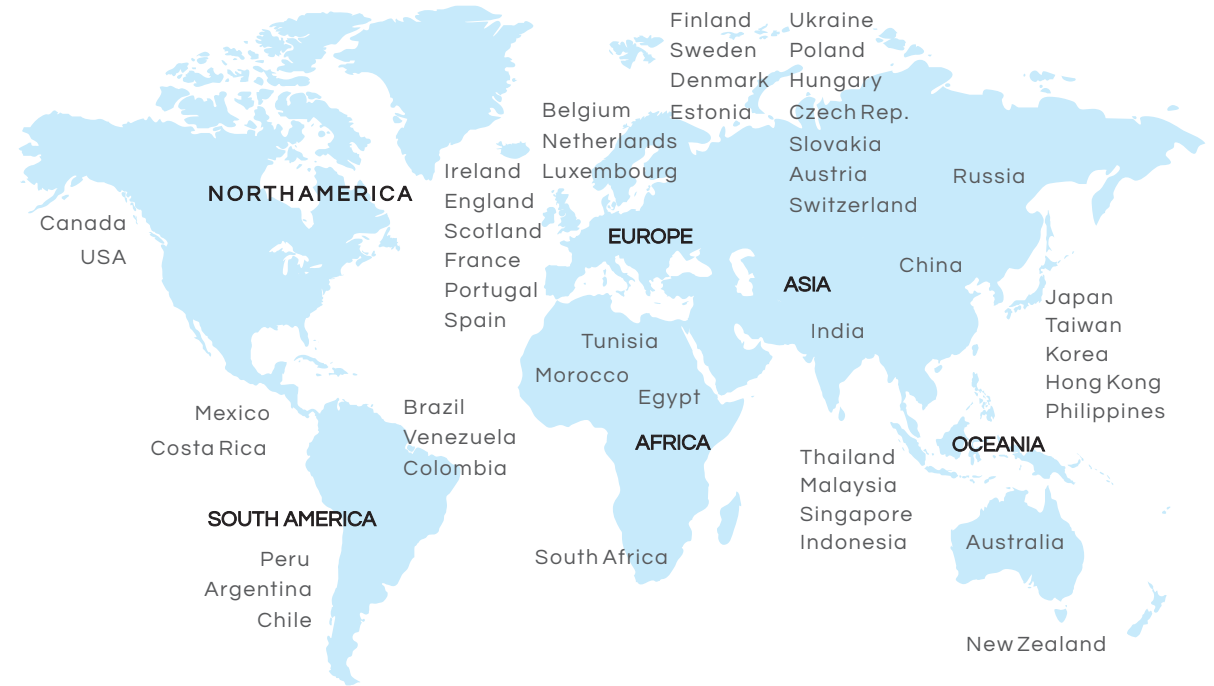 Finland
Sweden
Denmark
Estonia
Ukraine
Poland
Hungary
Czech Rep.
Slovakia
Austria
Switzerland
Belgium
Netherlands
Luxembourg
Ireland
England
Scotland
France
Portugal
Spain
NORTH AMERICA
Canada
USA
EUROPE
Russia
China
ASIA
India
Japan
Taiwan
Korea
Hong Kong
Philippines
Tunisia
Morocco
Egypt
AFRICA
South Africa
Mexico
Costa Rica
Brazil
Venezuela
Colombia
SOUTH AMERICA
Peru
Argentina
Chile
OCEANIA
Thailand
Malaysia
Singapore
Indonesia
Australia
New Zealand